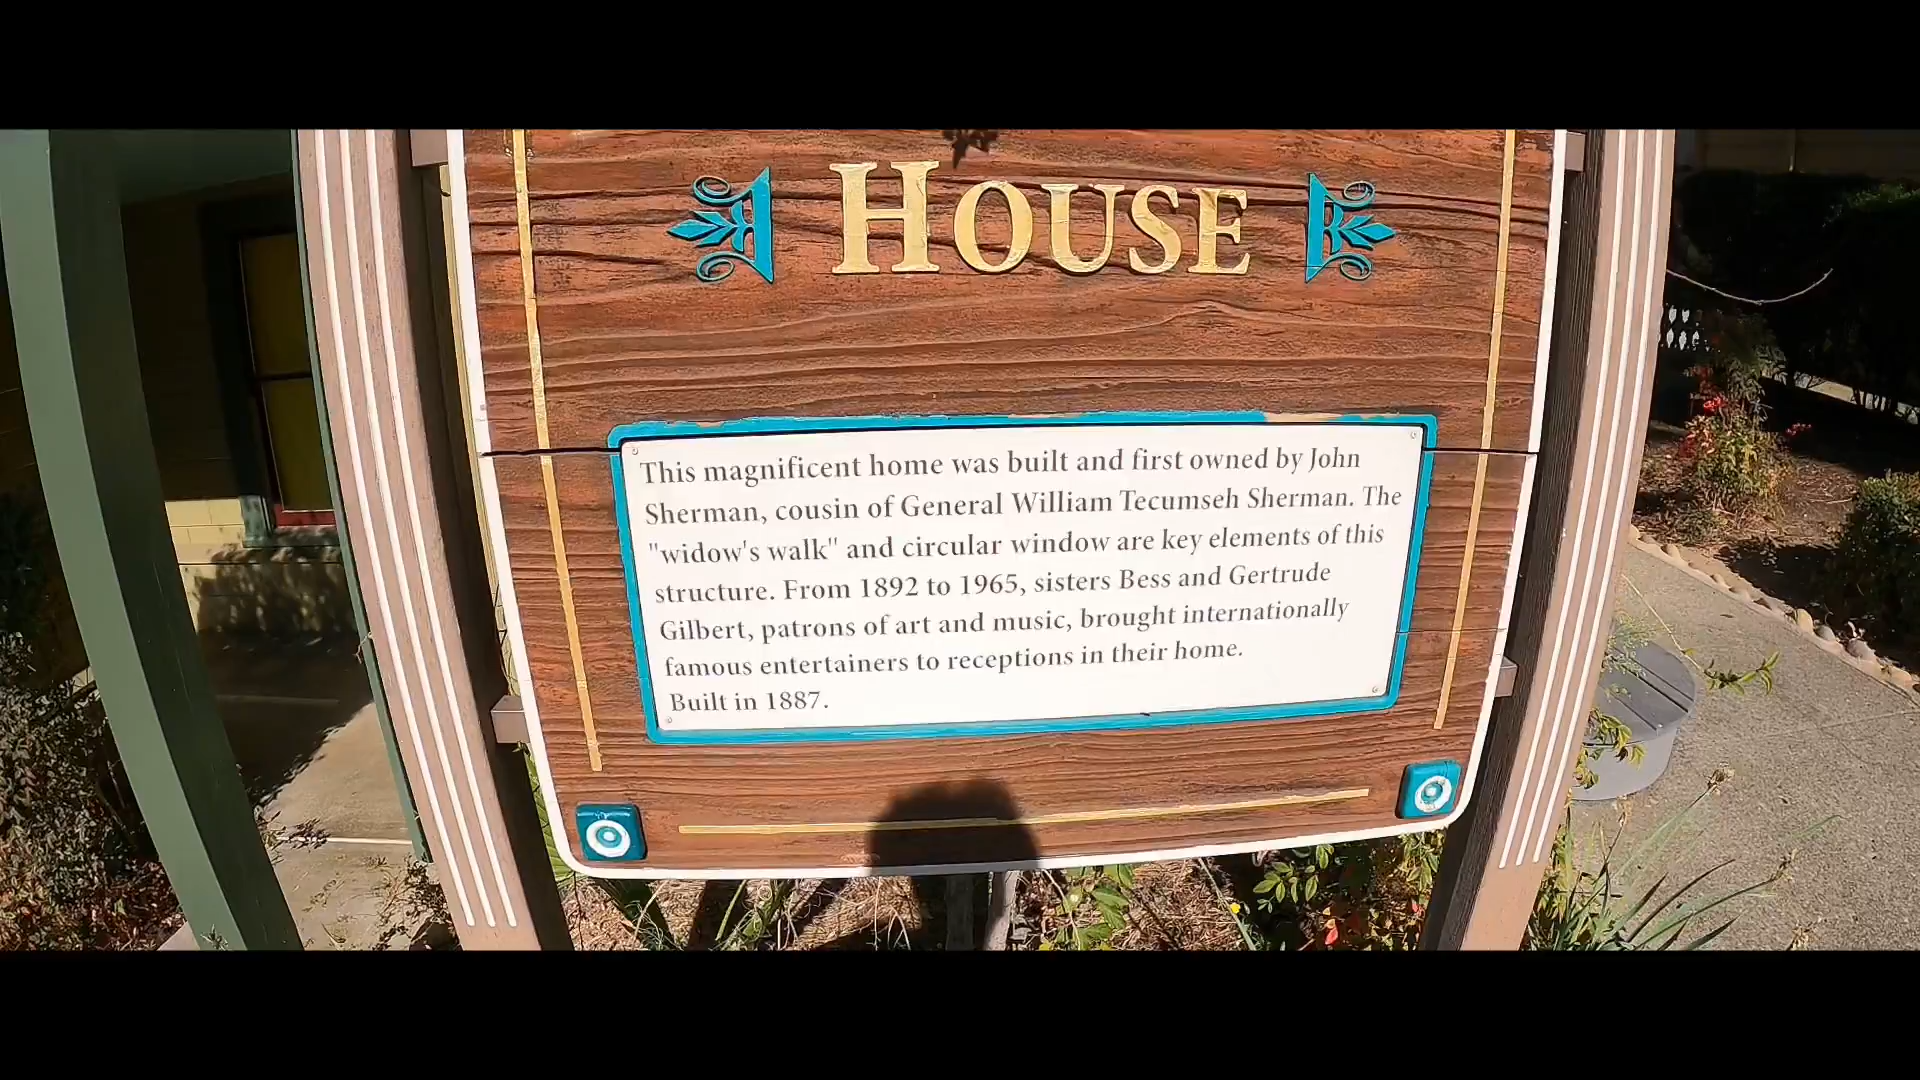 HOUSE
This magnificent home was built and first owned by John
Sherman, cousin of General William Tecumseh Sherman. The
"widow's walk" and circular window are key elements of this
structure. From 1892 to 1965, sisters Bess and Gertrude
Gilbert, patrons of art and music, brought internationally
famous entertainers to receptions in their home.
Built in 1887.